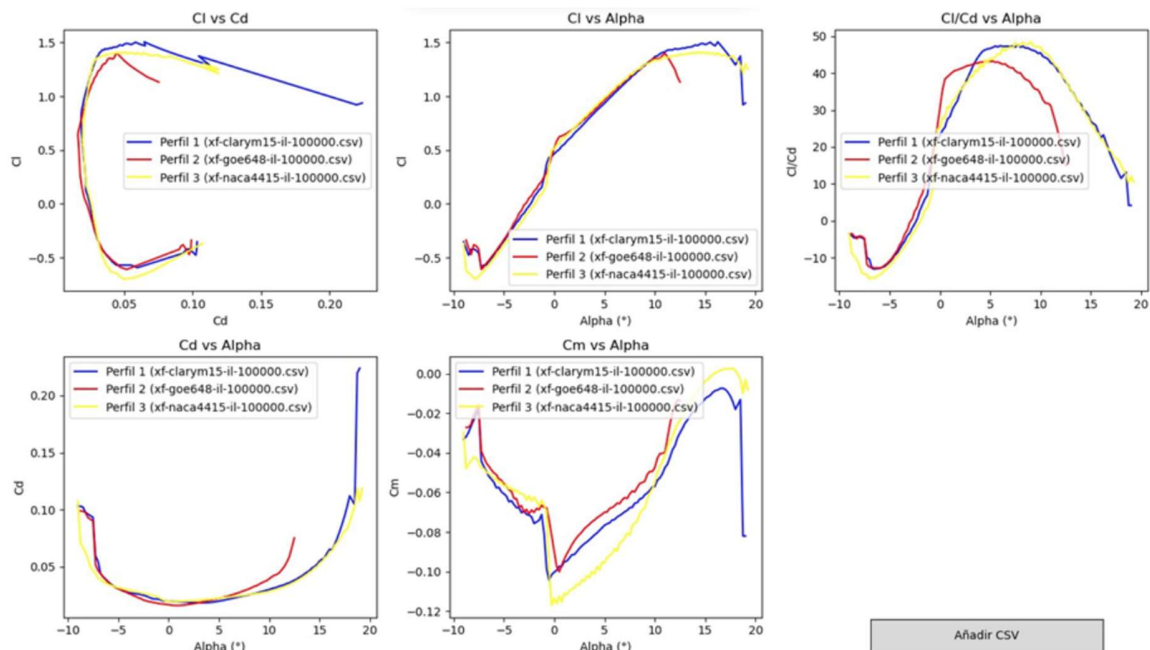 Cl vs Cd
Cl
1.5
1.0
0.5
0.0
−0.5
Perfil 1 (xf-clarym15-il-100000.csv)
Perfil 2 (xf-goe648-il-100000.csv)
Perfil 3 (xf-naca4415-il-100000.csv)
0.05 0.10 0.15 0.20
Cd
Cl vs Alpha
Cl
1.5
1.0
0.5
0.0
−0.5
Perfil 1 (xf-clarym15-il-100000.csv)
Perfil 2 (xf-goe648-il-100000.csv)
Perfil 3 (xf-naca4415-il-100000.csv)
−10 −5 0 5 10 15 20
Alpha (°)
Cl/Cd vs Alpha
Cl/Cd
50
40
30
20
10
0
−10
Perfil 1 (xf-clarym15-il-100000.csv)
Perfil 2 (xf-goe648-il-100000.csv)
Perfil 3 (xf-naca4415-il-100000.csv)
−10 −5 0 5 10 15 20
Alpha (°)
Cd vs Alpha
Cd
0.20
0.15
0.10
0.05
Perfil 1 (xf-clarym15-il-100000.csv)
Perfil 2 (xf-goe648-il-100000.csv)
Perfil 3 (xf-naca4415-il-100000.csv)
−10 −5 0 5 10 15 20
Alpha (°)
Cm vs Alpha
Cm
0.00
−0.02
−0.04
−0.06
−0.08
−0.10
−0.12
Perfil 1 (xf-clarym15-il-100000.csv)
Perfil 2 (xf-goe648-il-100000.csv)
Perfil 3 (xf-naca4415-il-100000.csv)
−10 −5 0 5 10 15 20
Alpha (°)
Añadir CSV